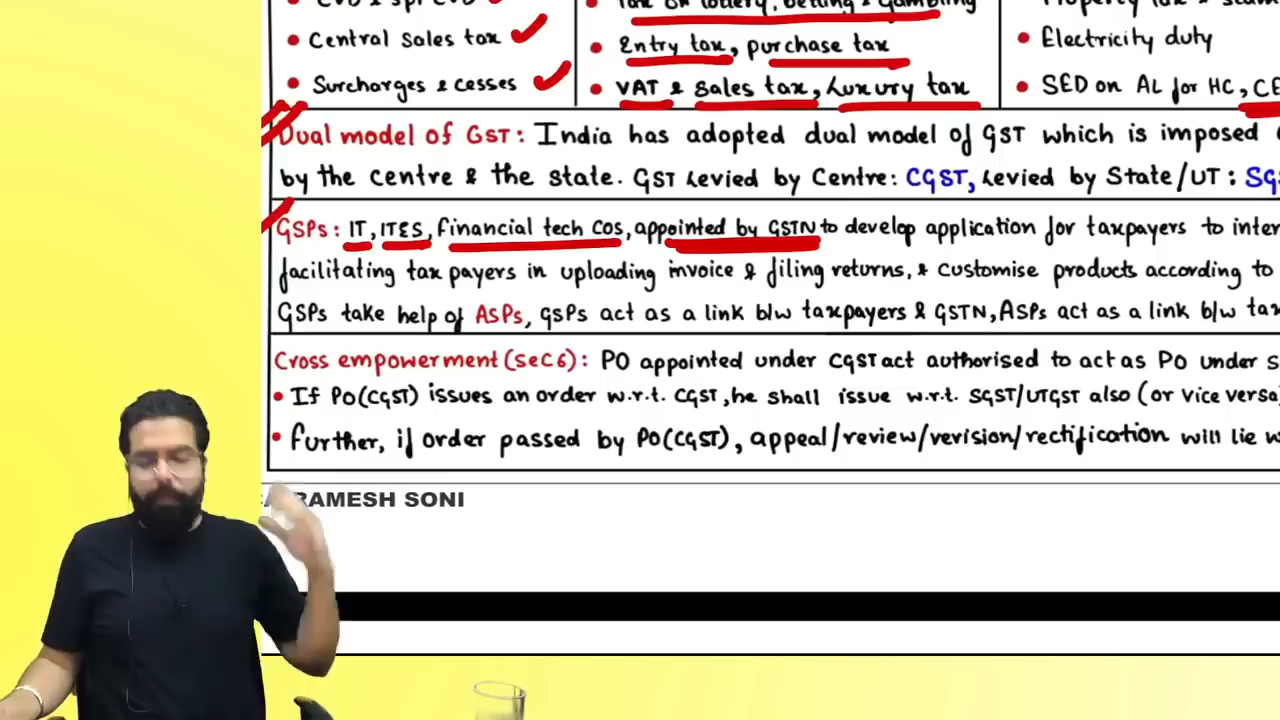 Tax on lottery, betting & gambling
• Central Sales tax
• Entry tax, purchase tax
• Electricity duty
• Surcharges & cesses
• VAT & Sales tax, Luxury tax
• SED on AL for HC, CE
Dual model of GST: India has adopted dual model of GST which is imposed
by the centre & the state. GST Levied by Centre: CGST, Levied by State/UT: SG
GSPs: IT, ITES, financial tech cos, appointed by GSTN to develop application for taxpayers to inter
facilitating tax payers in uploading invoice & filing returns, & customise products according to
GSPs take help of ASPs, GSPs act as a link b/w taxpayers & GSTN, ASPs act as a link b/w tax
Cross empowerment (sec 6): PO appointed under CGST act authorised to act as PO under S
• If PO(CGST) issues an order w.r.t. CGST, he shall issue w.r.t. SGST/UTGST also (or vice versa
• further, if order passed by PO(CGST), appeal/review/verision/rectification will lie w
RAMESH SONI